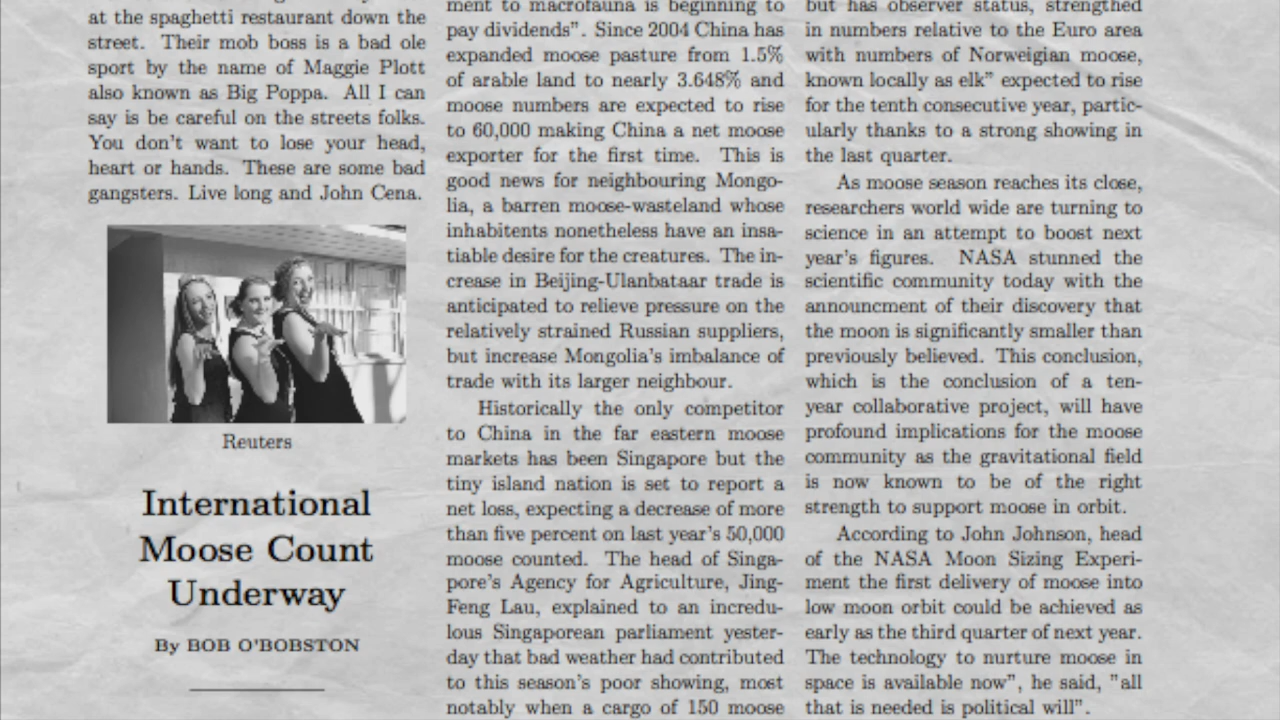 at the spaghetti restaurant down the
street. Their mob boss is a bad ole
sport by the name of Maggie Plott
also known as Big Poppa. All I can
say is be careful on the streets folks.
You don't want to lose your head,
heart or hands. These are some bad
gangsters. Live long and John Cena.
Reuters
International
Moose Count
Underway
By BOB O'BOBSTON
ment to macrofauna is beginning to
pay dividends". Since 2004 China has
expanded moose pasture from 1.5%
of arable land to nearly 3.648% and
moose numbers are expected to rise
to 60,000 making China a net moose
exporter for the first time. This is
good news for neighbouring Mongo-
lia, a barren moose-wasteland whose
inhabitents nonetheless have an insa-
tiable desire for the creatures. The in-
crease in Beijing-Ulanbataar trade is
anticipated to relieve pressure on the
relatively strained Russian suppliers,
but increase Mongolia's imbalance of
trade with its larger neighbour.
Historically the only competitor
to China in the far eastern moose
markets has been Singapore but the
tiny island nation is set to report a
net loss, expecting a decrease of more
than five percent on last year's 50,000
moose counted. The head of Singa-
pore's Agency for Agriculture, Jing-
Feng Lau, explained to an incredu-
lous Singaporean parliament yester-
day that bad weather had contributed
to this season's poor showing, most
notably when a cargo of 150 moose
but has observer status, strengthed
in numbers relative to the Euro area
with numbers of Norweigian moose,
known locally as elk" expected to rise
for the tenth consecutive year, partic-
ularly thanks to a strong showing in
the last quarter.
As moose season reaches its close,
researchers world wide are turning to
science in an attempt to boost next
year's figures. NASA stunned the
scientific community today with the
announcment of their discovery that
the moon is significantly smaller than
previously believed. This conclusion,
which is the conclusion of a ten-
year collaborative project, will have
profound implications for the moose
community as the gravitational field
is now known to be of the right
strength to support moose in orbit.
According to John Johnson, head
of the NASA Moon Sizing Experi-
ment the first delivery of moose into
low moon orbit could be achieved as
early as the third quarter of next year.
The technology to nurture moose in
space is available now", he said, "all
that is needed is political will".